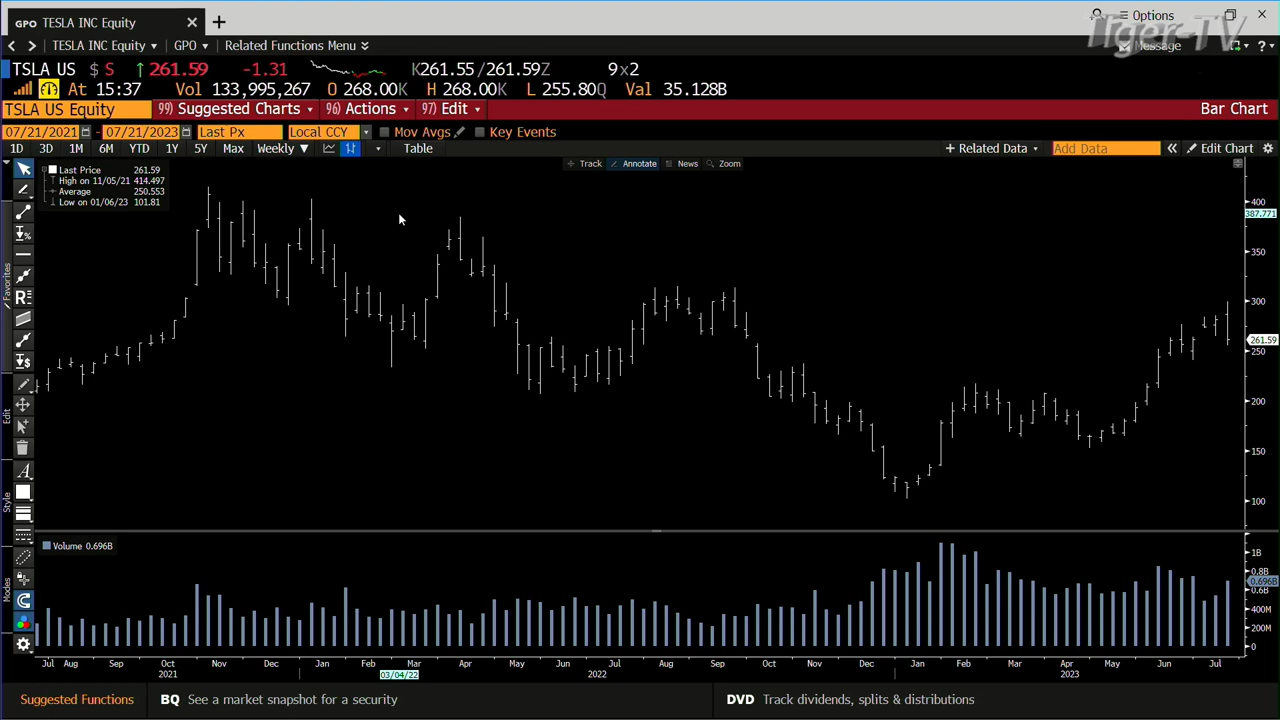 GPO TESLA INC Equity
Options
Tiger-TV
TESLA INC Equity GPO Related Functions Menu Message
TSLA US $ S ↑ 261.59 -1.31 K261.55/261.59Z 9x2
At 15:37 Vol 133,995,267 O 268.00K H 268.00K L 255.80Q Val 35.128B
TSLA US Equity 99) Suggested Charts 96) Actions 97) Edit Bar Chart
07/21/2021 - 07/21/2023 Last Px Local CCY Mov Avgs Key Events
1D 3D 1M 6M YTD 1Y 5Y Max Weekly ▼ Table + Related Data Add Data « Edit Chart
Track Annotate News Zoom
Last Price 261.59
High on 11/05/21 414.497
Average 250.553
Low on 01/06/23 101.81
400
387.771
350
300
261.59
250
200
150
100
Favorites
Edit
Style
Modes
Volume 0.696B
1B
0.8B
0.696B
0.6B
400M
200M
0
Jul Aug Sep Oct Nov Dec Jan Feb Mar Apr May Jun Jul Aug Sep Oct Nov Dec Jan Feb Mar Apr May Jun Jul
2021 03/04/22 2022 2023
Suggested Functions BQ See a market snapshot for a security DVD Track dividends, splits & distributions